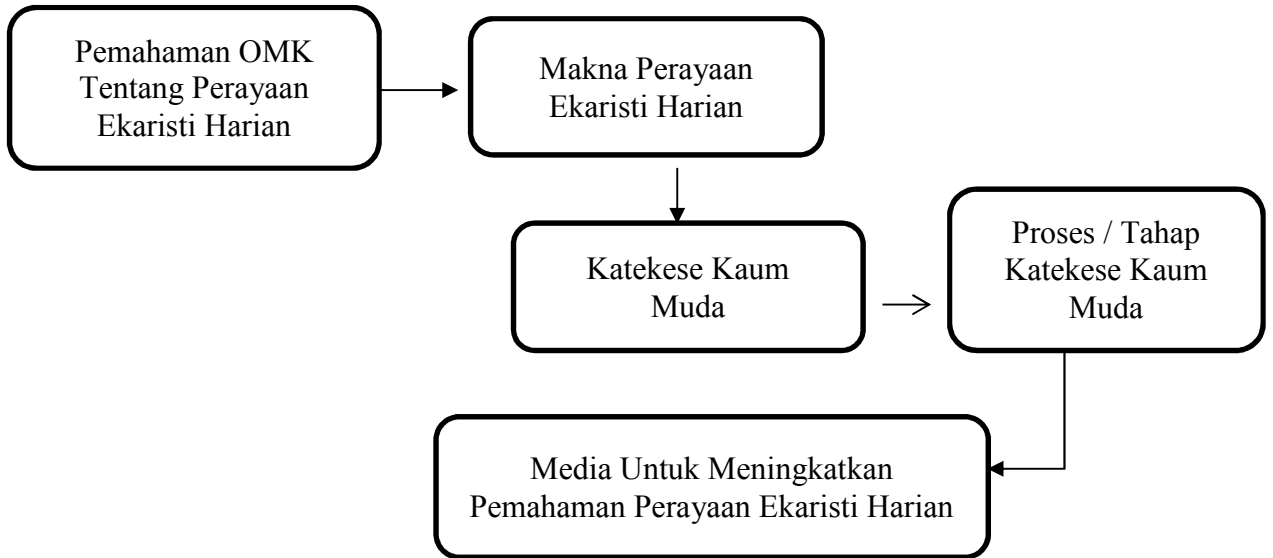 Pemahaman OMK
Tentang Perayaan
Ekaristi Harian
Makna Perayaan
Ekaristi Harian
Katekese Kaum
Muda
Proses / Tahap
Katekese Kaum
Muda
Media Untuk Meningkatkan
Pemahaman Perayaan Ekaristi Harian